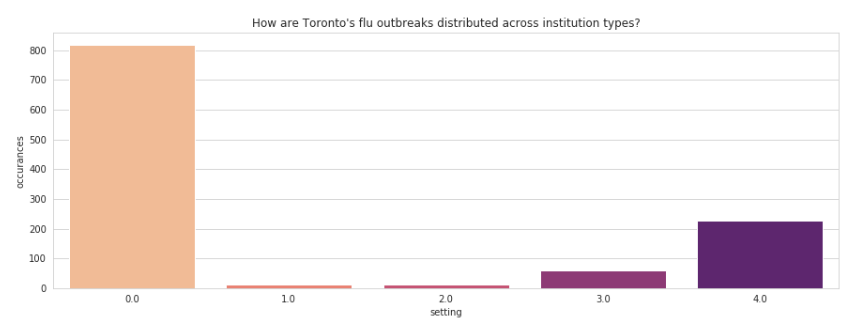 How are Toronto's flu outbreaks distributed across institution types?
800
700
600
500
400
300
200
100
0
occurances
0.0 1.0 2.0 3.0 4.0
setting